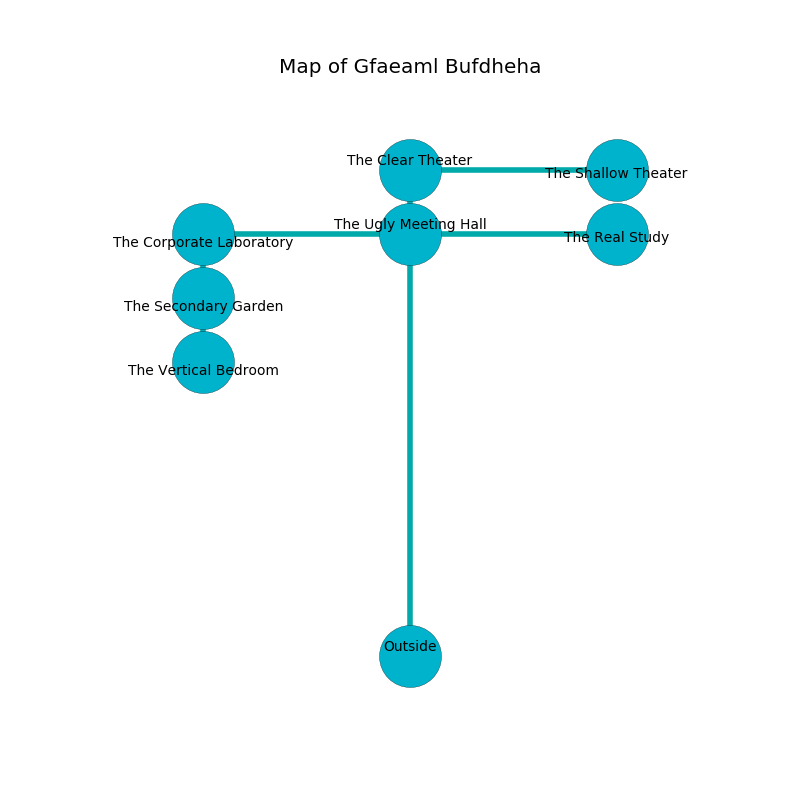 Map of Gfaeaml Bufdheha
The Clear Theater
The Shallow Theater
The Ugly Meeting Hall
The Real Study
The Corporate Laboratory
The Secondary Garden
The Vertical Bedroom
Outside